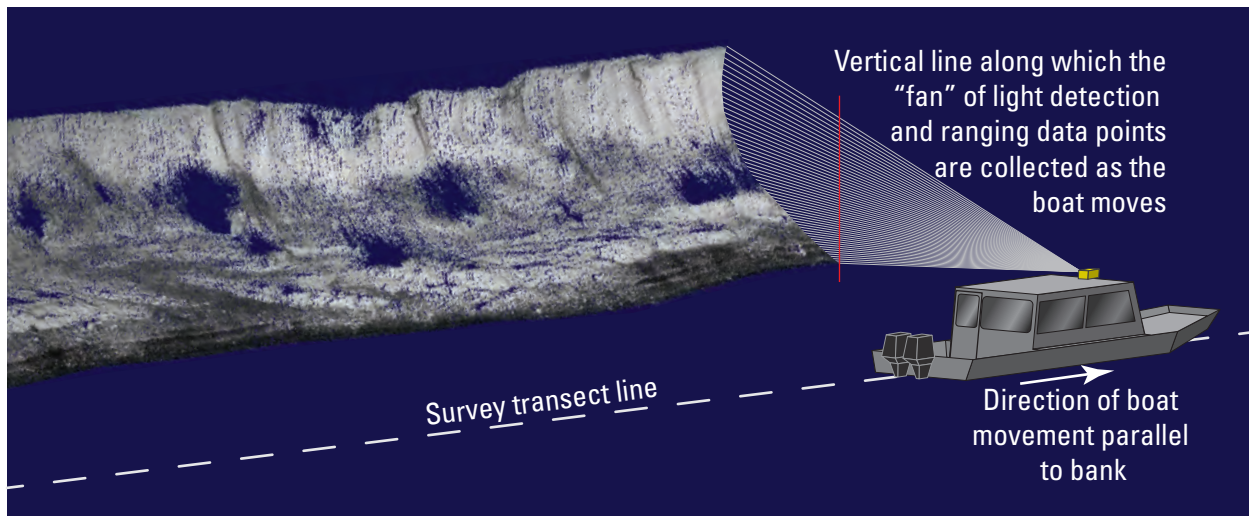 Vertical line along which the
“fan” of light detection
and ranging data points
are collected as the
boat moves
Survey transect line
Direction of boat
movement parallel
to bank